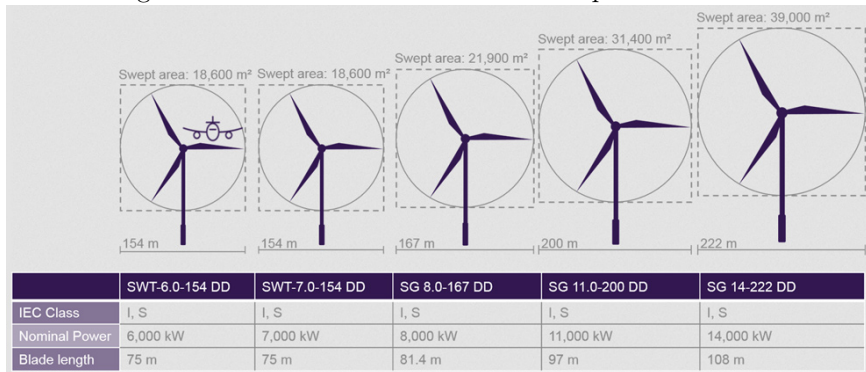 Swept area: 39,000 m²
Swept area: 31,400 m²
Swept area: 21,900 m²
Swept area: 18,600 m² Swept area: 18,600 m²
154 m 154 m 167 m 200 m 222 m
SWT-6.0-154 DD SWT-7.0-154 DD SG 8.0-167 DD SG 11.0-200 DD SG 14-222 DD
IEC Class I, S I, S I, S I, S I, S
Nominal Power 6,000 kW 7,000 kW 8,000 kW 11,000 kW 14,000 kW
Blade length 75 m 75 m 81.4 m 97 m 108 m